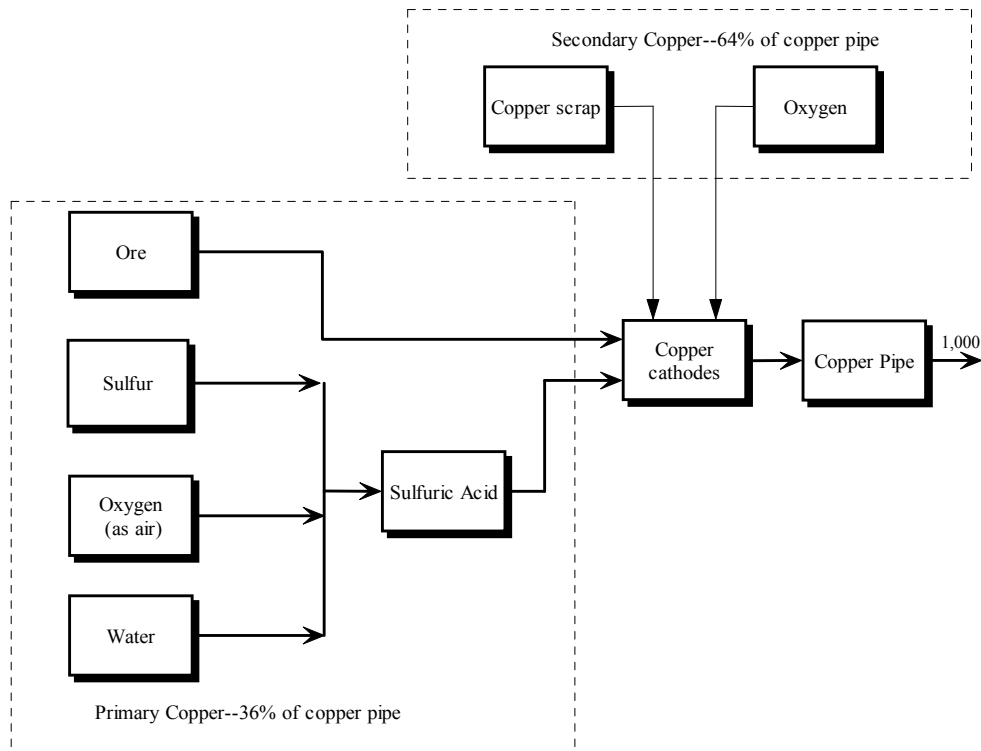 Secondary Copper--64% of copper pipe
Copper scrap
Oxygen
Ore
Sulfur
Oxygen
(as air)
Water
Sulfuric Acid
Copper
cathodes
Copper Pipe
1,000
Primary Copper--36% of copper pipe